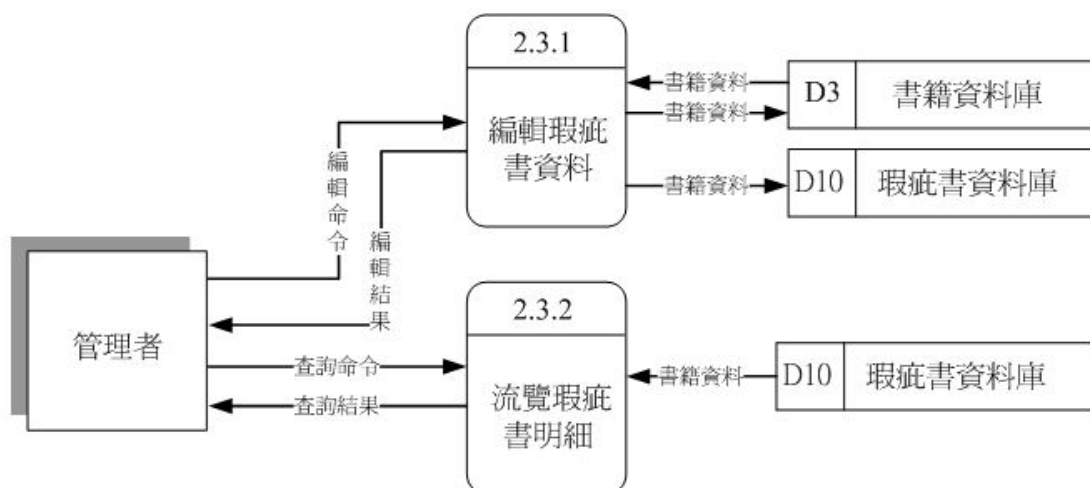 2.3.1
編輯瑕疵
書資料
書籍資料
書籍資料
書籍資料
D3
書籍資料庫
D10
瑕疵書資料庫
編輯命令
編輯結果
管理者
查詢命令
查詢結果
2.3.2
流覽瑕疵
書明細
書籍資料
D10
瑕疵書資料庫